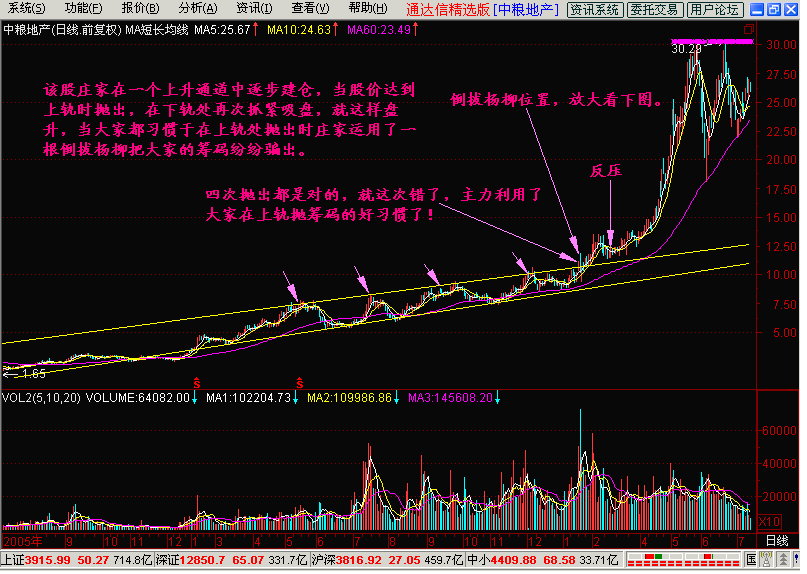 系统(S) 功能(F) 报价(B) 分析(A) 资讯(I) 查看(V) 帮助(H) 通达信精选版 [中粮地产] 资讯系统 委托交易 用户论坛
中粮地产(日线.前复权) MA短长均线 MA5:25.67↑ MA10:24.63↑ MA60:23.49↑
30.29
30.00
27.50
25.00
22.50
20.00
17.50
15.00
12.50
10.00
7.50
5.00
该股庄家在一个上升通道中逐步建仓，当股价达到
上轨时抛出，在下轨处再次抓紧吸盘，就这样盘
升，当大家都习惯于在上轨处抛出时庄家运用了一
根倒拔杨柳把大家的筹码纷纷骗出。
倒拔扬柳位置，放大看下图。
反压
四次抛出都是对的，就这次错了，主力利用了
大家在上轨抛筹码的好习惯了！
←1.65
S S
VOL2(5,10,20) VOLUME:64082.00↓ MA1:102204.73↓ MA2:109986.86↓ MA3:145608.20↓
60000
40000
20000
X10
2005年 9 10 11 12 1 3 4 5 6 7 8 9 10 11 12 1 2 3 4 5 6 7 日线
上证3915.99 50.27 714.8亿 深证12850.7 65.07 331.7亿 沪深3816.92 27.05 459.7亿 中小4409.88 68.58 33.71亿 国